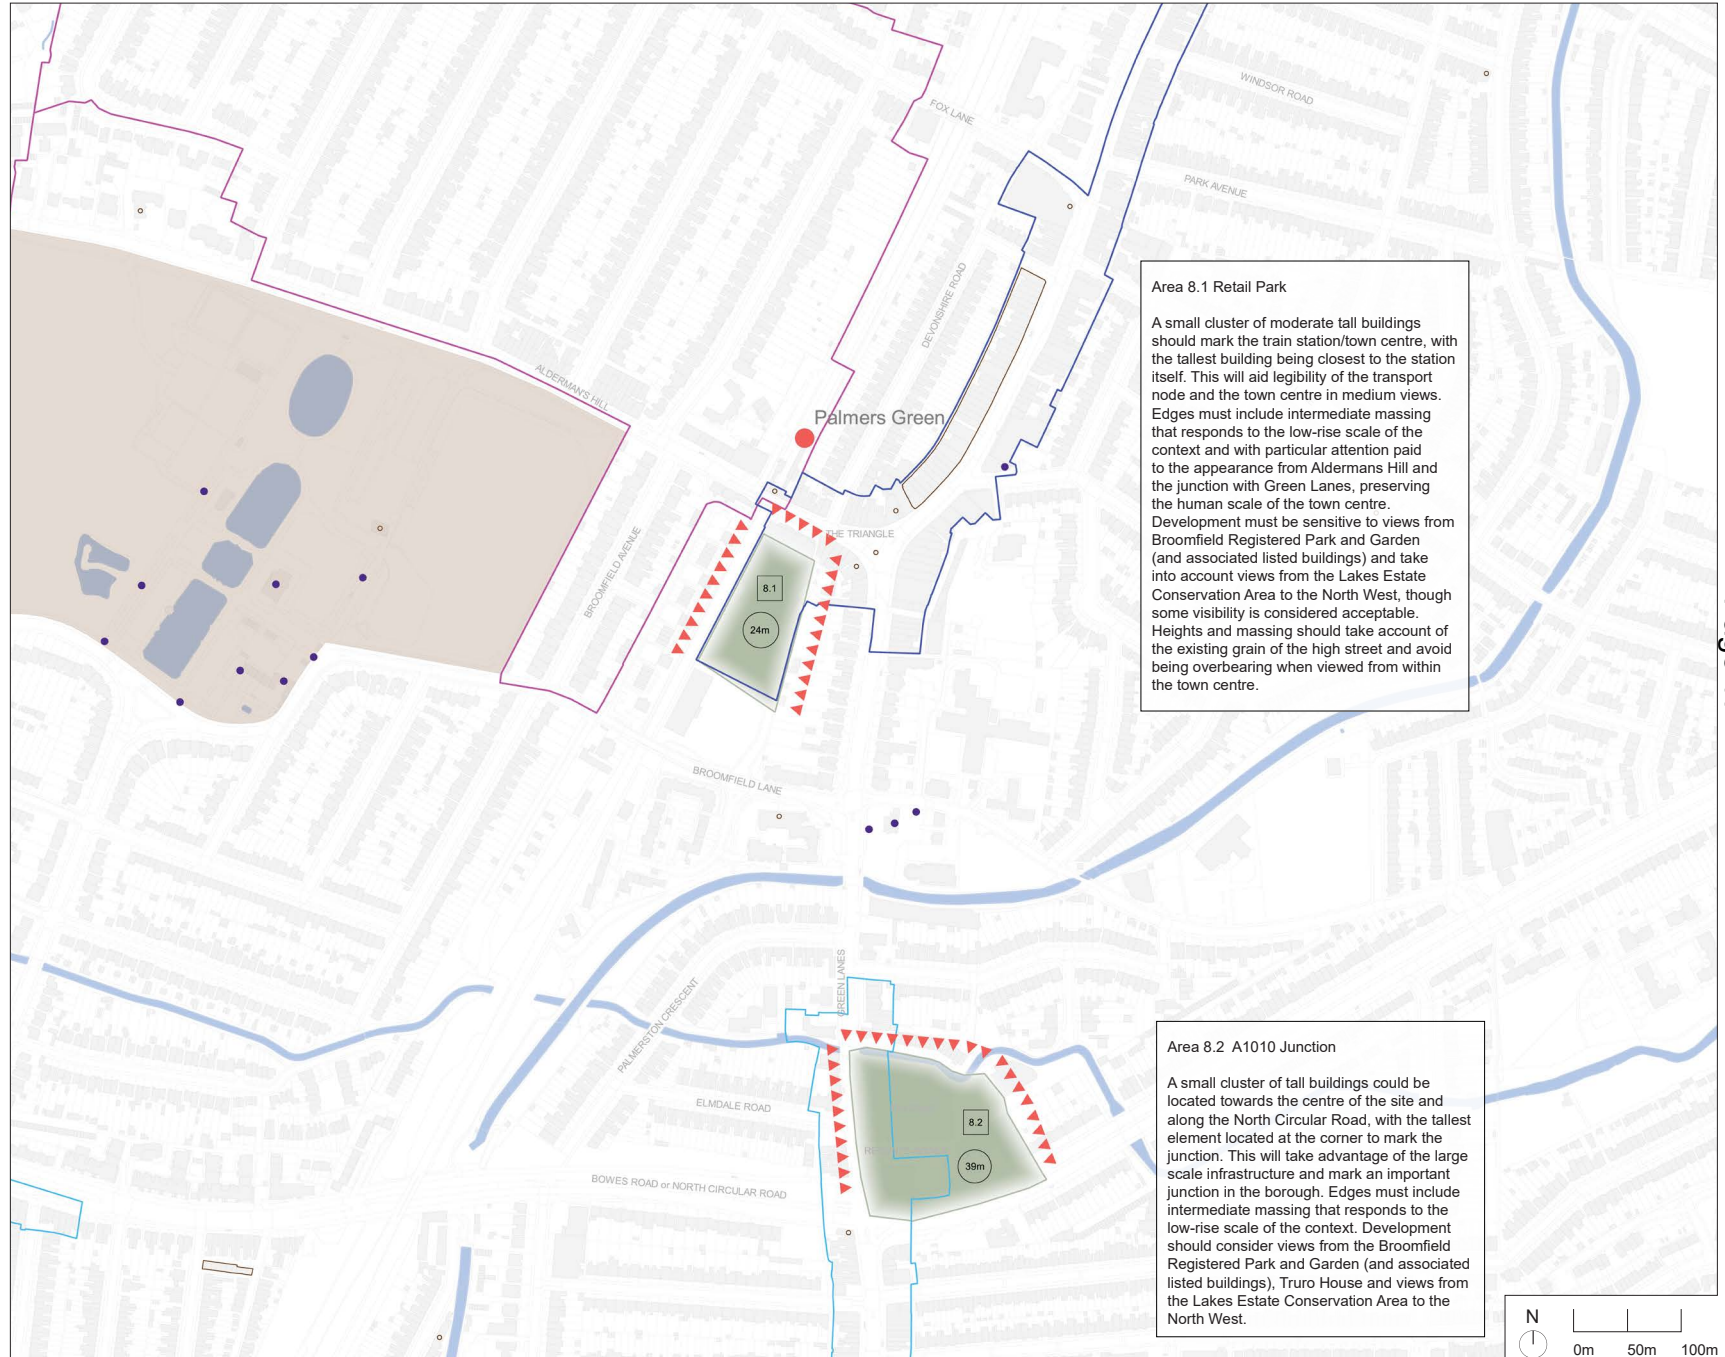 WINDSOR ROAD
FOX LANE
PARK AVENUE
DEVONSHIRE ROAD
ALDERMAN'S HILL
Palmers Green
THE TRIANGLE
BROOMFIELD AVENUE
8.1
24m
BROOMFIELD LANE
GREEN LANES
PALMERSTON CRESCENT
ELMDALE ROAD
8.2
39m
BOWES ROAD or NORTH CIRCULAR ROAD
Area 8.1 Retail Park
A small cluster of moderate tall buildings
should mark the train station/town centre, with
the tallest building being closest to the station
itself. This will aid legibility of the transport
node and the town centre in medium views.
Edges must include intermediate massing
that responds to the low-rise scale of the
context and with particular attention paid
to the appearance from Aldermans Hill and
the junction with Green Lanes, preserving
the human scale of the town centre.
Development must be sensitive to views from
Broomfield Registered Park and Garden
(and associated listed buildings) and take
into account views from the Lakes Estate
Conservation Area to the North West, though
some visibility is considered acceptable.
Heights and massing should take account of
the existing grain of the high street and avoid
being overbearing when viewed from within
the town centre.
Area 8.2 A1010 Junction
A small cluster of tall buildings could be
located towards the centre of the site and
along the North Circular Road, with the tallest
element located at the corner to mark the
junction. This will take advantage of the large
scale infrastructure and mark an important
junction in the borough. Edges must include
intermediate massing that responds to the
low-rise scale of the context. Development
should consider views from the Broomfield
Registered Park and Garden (and associated
listed buildings), Truro House and views from
the Lakes Estate Conservation Area to the
North West.
N
0m 50m 100m